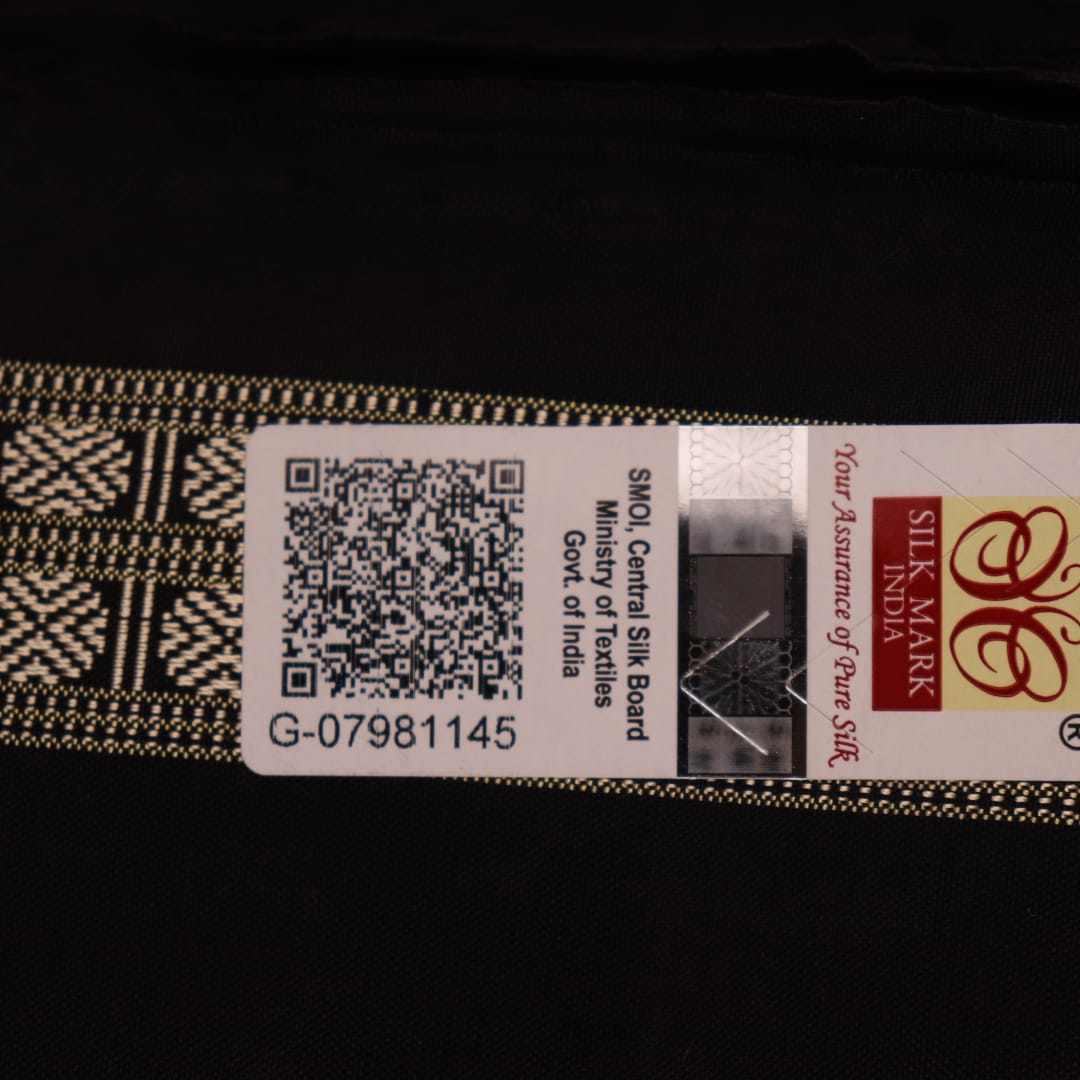 G-07981145
SMOI, Central Silk Board
Ministry of Textiles
Govt. of India
Your Assurance of Pure Silk
SILK MARK
INDIA
®